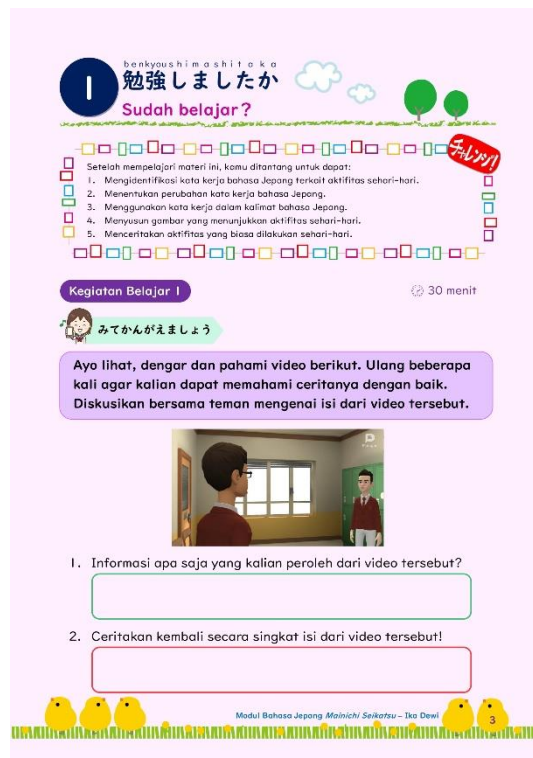 benkyoushimashitaka
1
勉強しましたか
Sudah belajar?
チャレンジ!
Setelah mempelajari materi ini, kamu ditantang untuk dapat:
1. Mengidentifikasi kata kerja bahasa Jepang terkait aktifitas sehari-hari.
2. Menentukan perubahan kata kerja bahasa Jepang.
3. Menggunakan kata kerja dalam kalimat bahasa Jepang.
4. Menyusun gambar yang menunjukkan aktifitas sehari-hari.
5. Menceritakan aktifitas yang biasa dilakukan sehari-hari.
Kegiatan Belajar 1
30 menit
みてかんがえましょう
Ayo lihat, dengar dan pahami video berikut. Ulang beberapa
kali agar kalian dapat memahami ceritanya dengan baik.
Diskusikan bersama teman mengenai isi dari video tersebut.
1. Informasi apa saja yang kalian peroleh dari video tersebut?
2. Ceritakan kembali secara singkat isi dari video tersebut!
Modul Bahasa Jepang Mainichi Seikatsu – Ika Dewi
3